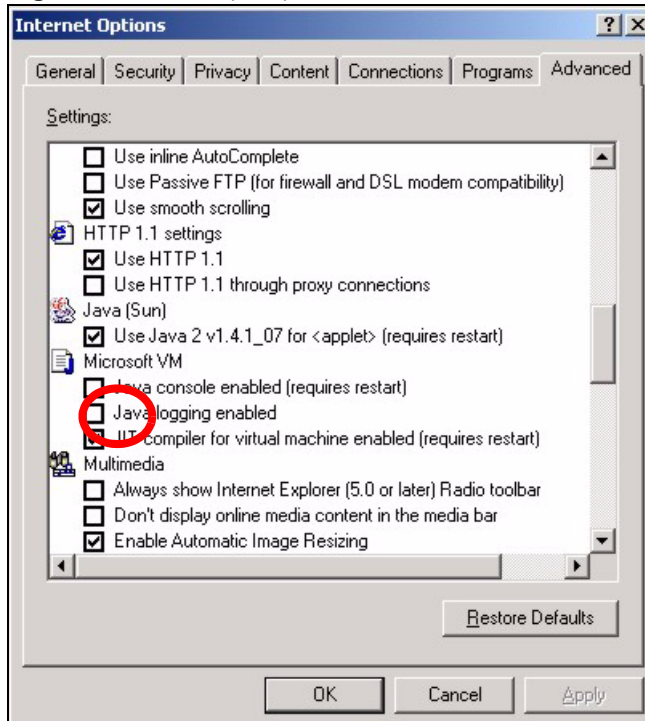 Internet Options
General Security Privacy Content Connections Programs Advanced
Settings:
Use inline AutoComplete
Use Passive FTP (for firewall and DSL modem compatibility)
Use smooth scrolling
HTTP 1.1 settings
Use HTTP 1.1
Use HTTP 1.1 through proxy connections
Java (Sun)
Use Java 2 v1.4.1_07 for <applet> (requires restart)
Microsoft VM
Java console enabled (requires restart)
Java logging enabled
JIT compiler for virtual machine enabled (requires restart)
Multimedia
Always show Internet Explorer (5.0 or later) Radio toolbar
Don't display online media content in the media bar
Enable Automatic Image Resizing
Restore Defaults
OK Cancel Apply